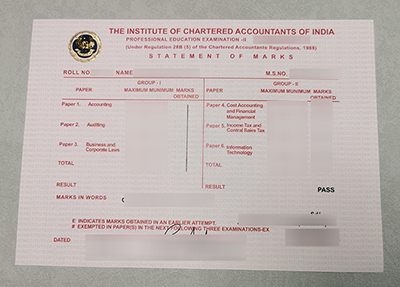 THE INSTITUTE OF CHARTERED ACCOUNTANTS OF INDIA
PROFESSIONAL EDUCATION EXAMINATION -II
(Under Regulation 28B (5) of the Chartered Accountants Regulations, 1988)
STATEMENT OF MARKS
ROLL NO. NAME M.S.NO.
GROUP - I GROUP - II
PAPER MAXIMUM MINIMUM MARKS OBTAINED PAPER MAXIMUM MINIMUM MARKS OBTAINED
Paper 1. Accounting Paper 4. Cost Accounting and Financial Management
Paper 2. Auditing Paper 5. Income Tax and Central Sales Tax
Paper 3. Business and Corporate Laws Paper 6. Information Technology
TOTAL TOTAL
RESULT RESULT PASS
MARKS IN WORDS
E INDICATES MARKS OBTAINED IN AN EARLIER ATTEMPT.
# EXEMPTED IN PAPER(S) IN THE NEXT FOLLOWING THREE EXAMINATIONS-EX
DATED